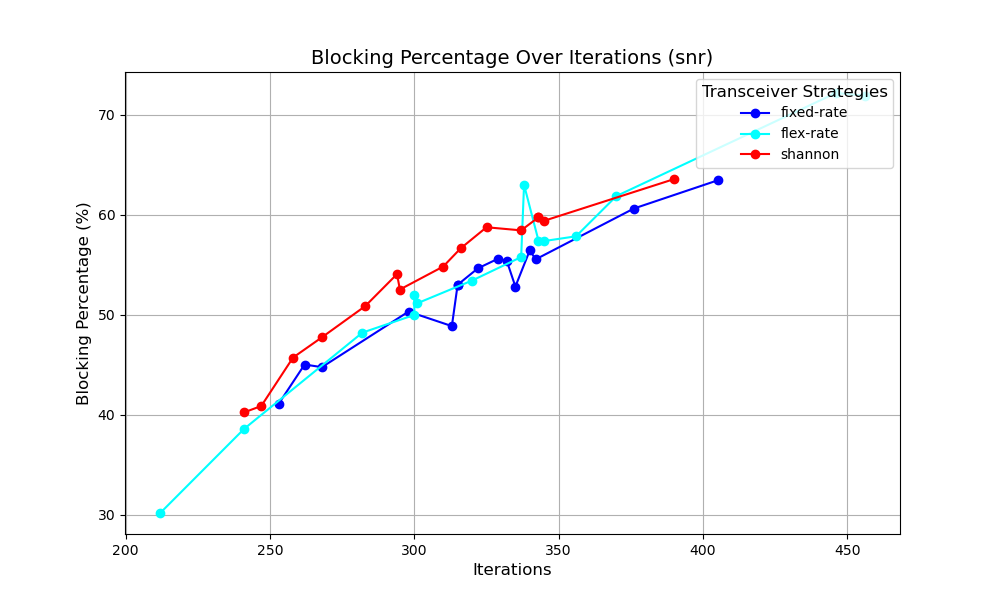 Blocking Percentage Over Iterations (snr)
Transceiver Strategies
fixed-rate
flex-rate
shannon
Blocking Percentage (%)
70
60
50
40
30
200 250 300 350 400 450
Iterations